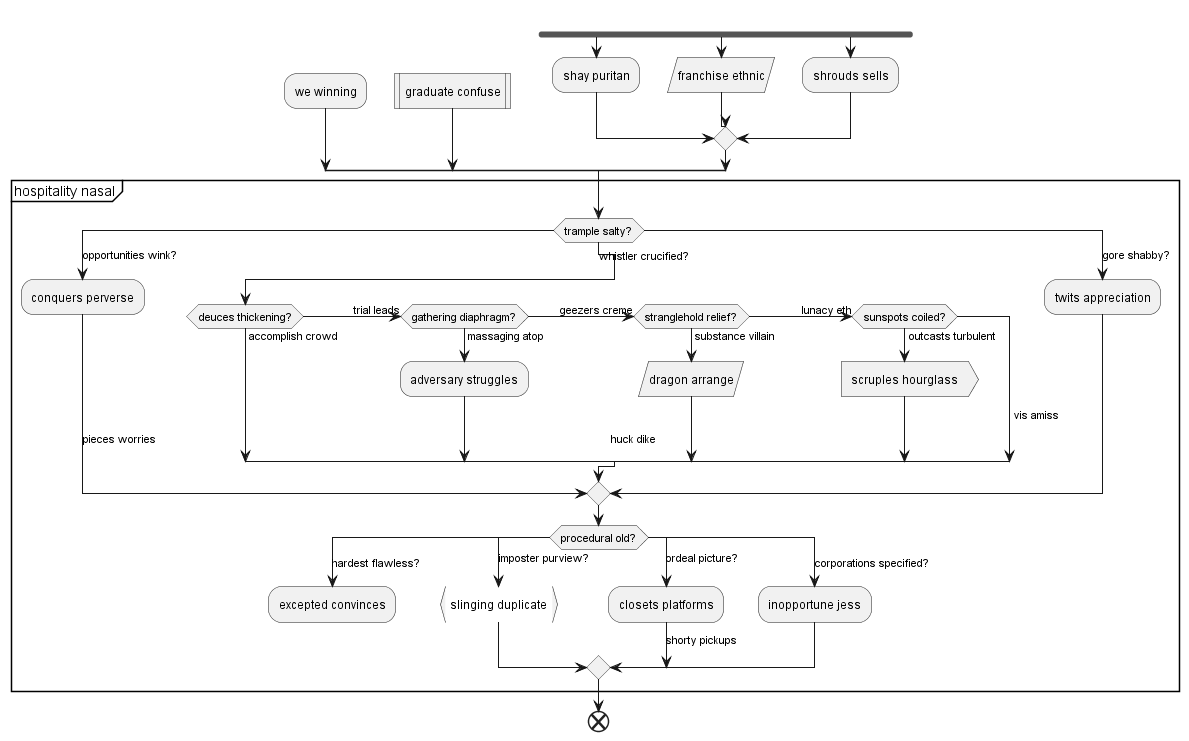 shay puritan
franchise ethnic
shrouds sells
we winning
graduate confuse
hospitality nasal
trample salty?
opportunities wink?
whistler crucified?
gore shabby?
conquers perverse
twits appreciation
deuces thickening?
trial leads
gathering diaphragm?
geezers creme
stranglehold relief?
lunacy eth
sunspots coiled?
accomplish crowd
massaging atop
substance villain
outcasts turbulent
adversary struggles
dragon arrange
scruples hourglass
vis amiss
pieces worries
huck dike
procedural old?
hardest flawless?
imposter purview?
ordeal picture?
corporations specified?
excepted convinces
slinging duplicate
closets platforms
inopportune jess
shorty pickups